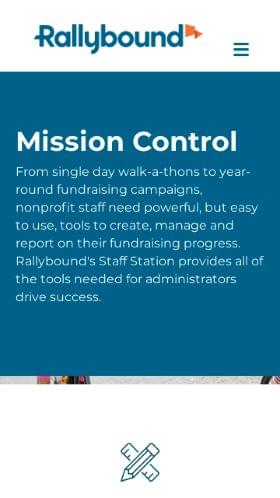 Rallybound
Mission Control
From single day walk-a-thons to year-
round fundraising campaigns,
nonprofit staff need powerful, but easy
to use, tools to create, manage and
report on their fundraising progress.
Rallybound's Staff Station provides all of
the tools needed for administrators
drive success.